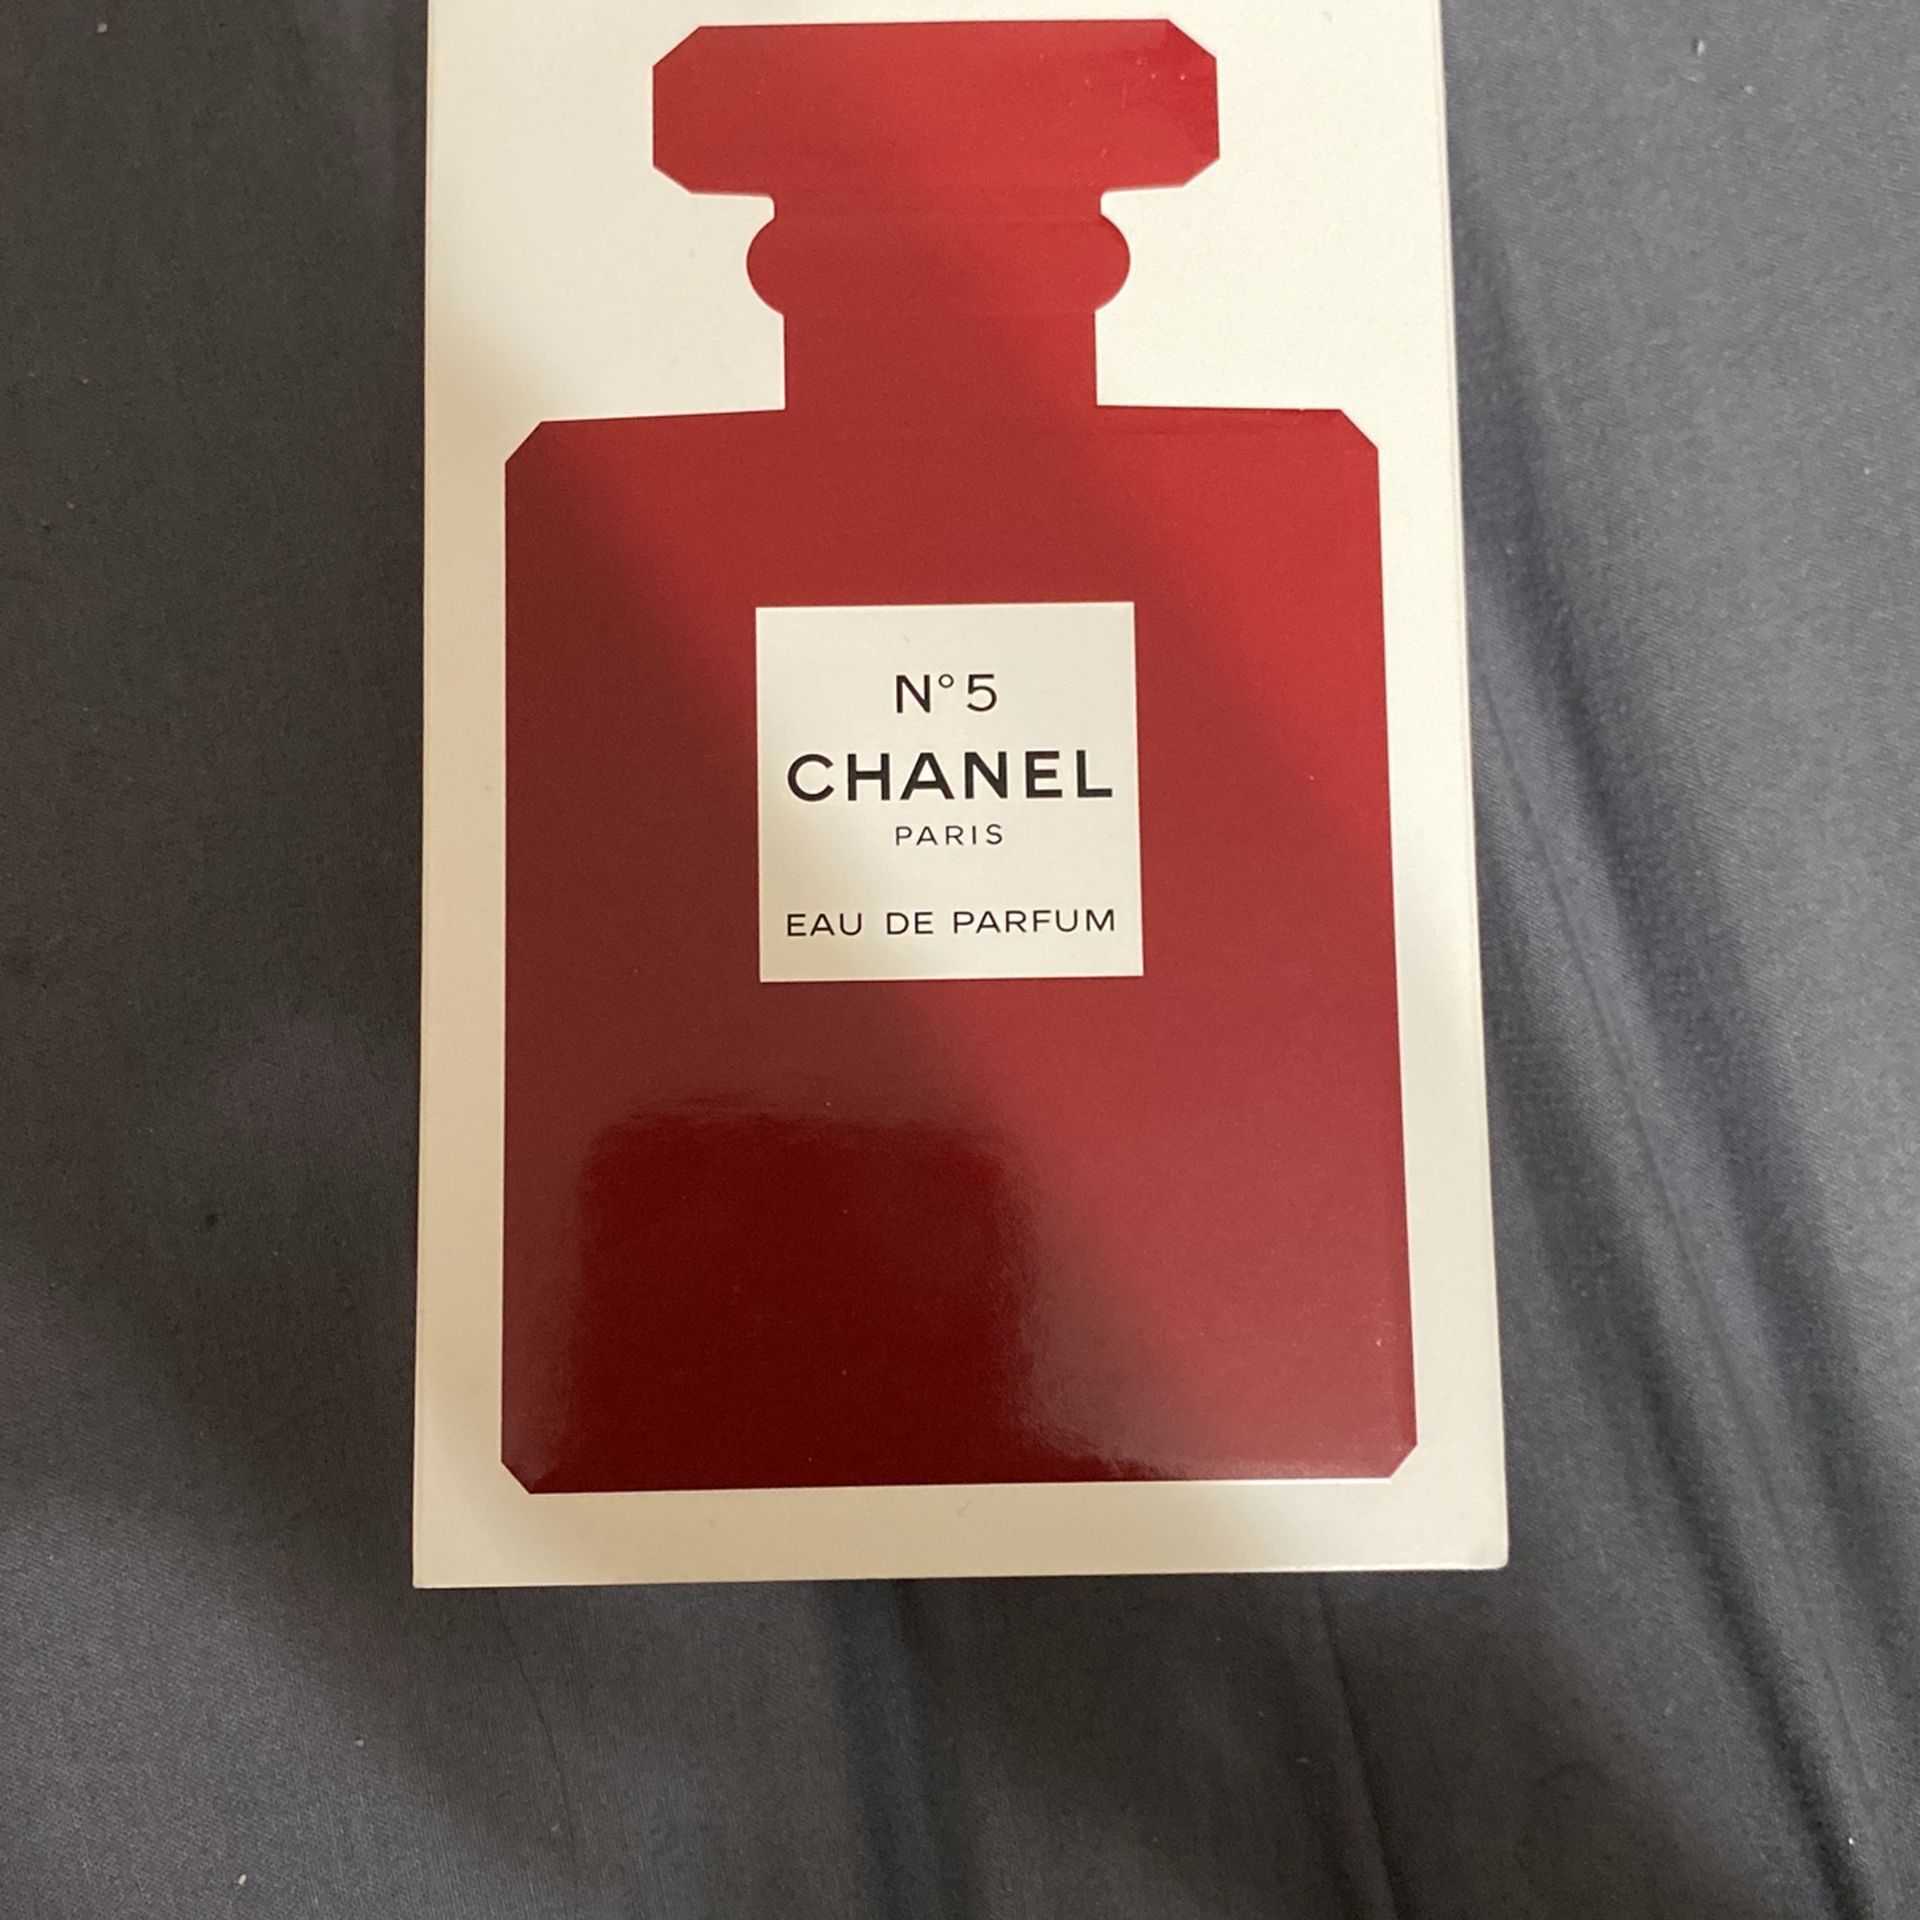 N°5
CHANEL
PARIS
EAU DE PARFUM